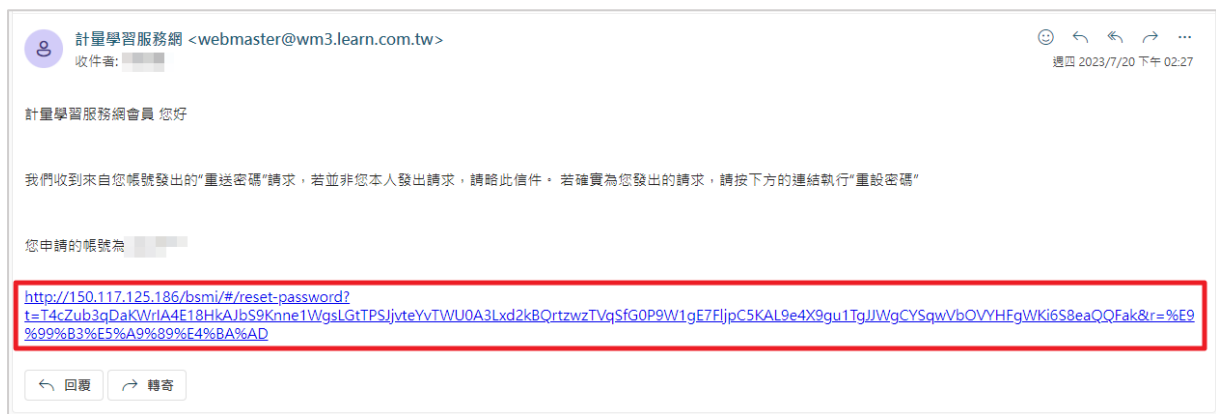 計量學習服務網 <webmaster@wm3.learn.com.tw>
收件者:
週四 2023/7/20 下午 02:27
計量學習服務網會員 您好
我們收到來自您帳號發出的“重送密碼”請求，若並非您本人發出請求，請略此信件。 若確實為您發出的請求，請按下方的連結執行“重設密碼”
您申請的帳號為
http://150.117.125.186/bsmi/#/reset-password?
t=T4cZub3qDaKWrIA4E18HkAJbS9Knne1WgsLGtTPSJjvteYvTWU0A3Lxd2kBQrtzwzTVqSfG0P9W1gE7FljpC5KAL9e4X9gu1TgJJWgCYSqwVbOVYHFgWKi6S8eaQQFak&r=%E9
%99%B3%E5%A9%89%E4%BA%AD
回覆
轉寄